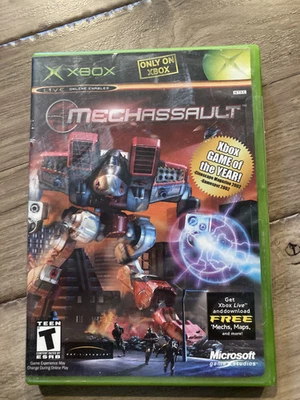 XBOX
ONLY ON
XBOX
LIVE ONLINE ENABLED
MECHASSAULT
Xbox
GAME of
the YEAR!
Get
Xbox Live
and download
FREE
'Mechs, Maps,
and more!
TEEN
T
ESRB
Game Experience May
Change During Online Play
Microsoft
game studios